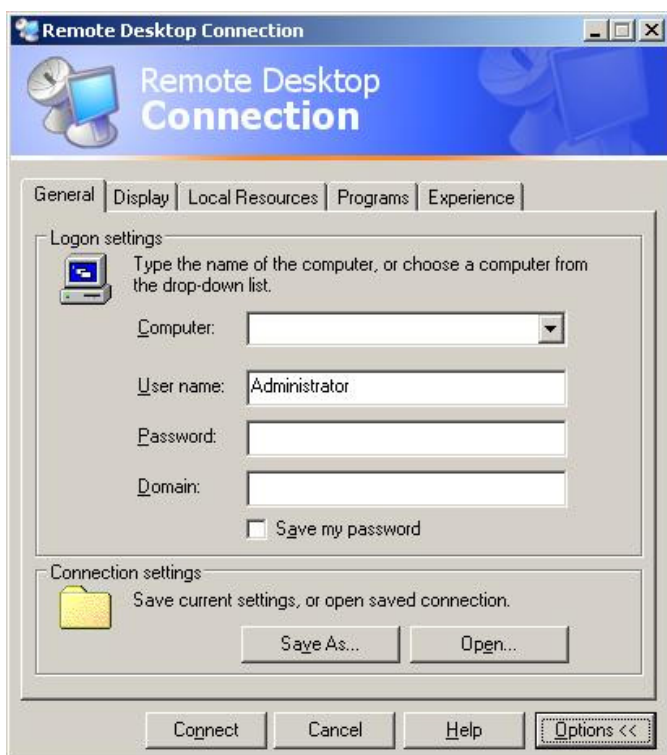 Remote Desktop Connection
Remote Desktop
Connection
General Display Local Resources Programs Experience
Logon settings
Type the name of the computer, or choose a computer from
the drop-down list.
Computer:
User name: Administrator
Password:
Domain:
Save my password
Connection settings
Save current settings, or open saved connection.
Save As... Open...
Connect Cancel Help Options <<